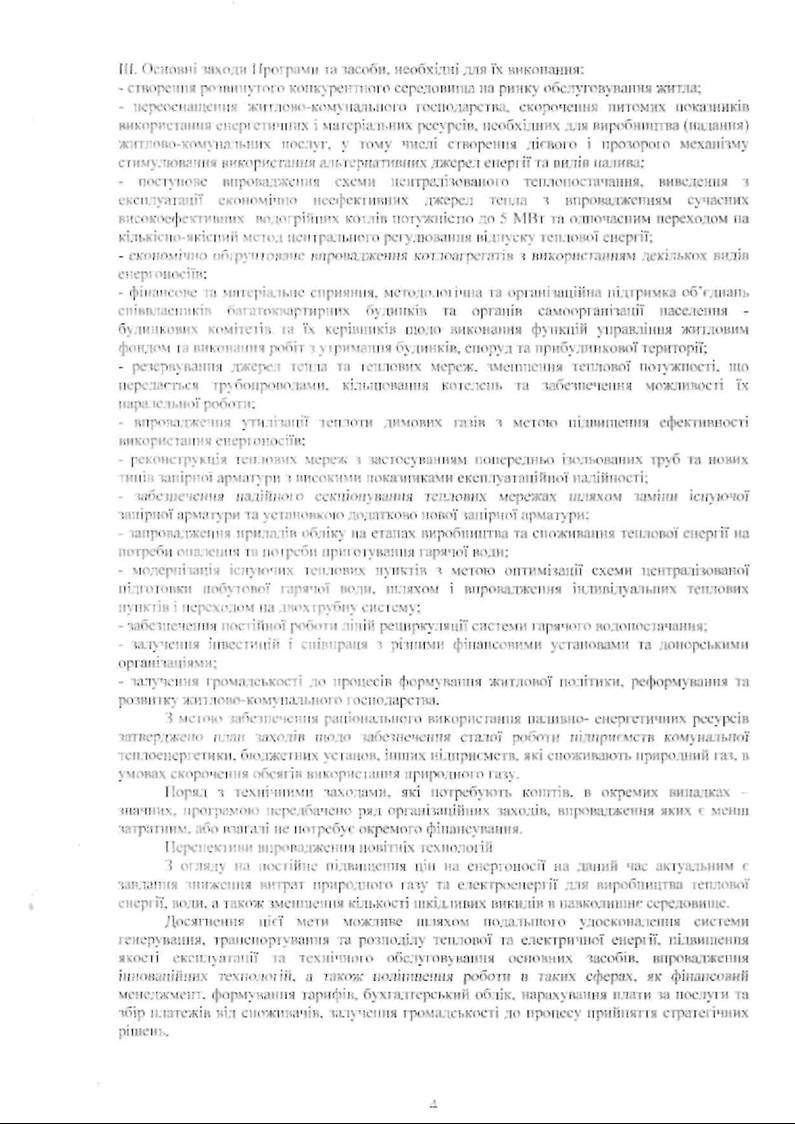 III. Основні заходи Програми та засоби, необхідні для їх виконання:
- створення розвинутого конкурентного середовища на ринку обслуговування житла;
- переоснащення житлово-комунального господарства, скорочення питомих показників
використання енергетичних і матеріальних ресурсів, необхідних для виробництва (надання)
житлово-комунальних послуг, у тому числі створення дієвого і прозорого механізму
стимулювання використання альтернативних джерел енергії та видів палива;
- поступове впровадження схеми централізованого теплопостачання, виведення з
експлуатації економічно неефективних джерел тепла з впровадженням сучасних
високоефективних водогрійних котлів потужністю до 5 МВт та одночасним переходом на
кількісно-якісний метод центрального регулювання відпуску теплової енергії;
- економічно обґрунтоване впровадження котлоагрегатів з використанням декількох видів
енергоносіїв;
- фінансове та матеріальне сприяння, методологічна та організаційна підтримка об’єднань
співвласників багатоквартирних будинків та органів самоорганізації населення -
будинкових комітетів та їх керівників щодо виконання функцій управління житловим
фондом та виконання робіт з утримання будинків, споруд та прибудинкової території;
- резервування джерел тепла та теплових мереж, зменшення теплової потужності, що
передається трубопроводами, кільцювання котелень та забезпечення можливості їх
паралельної роботи;
- впровадження утилізації теплоти димових газів з метою підвищення ефективності
використання енергоносіїв;
- реконструкція теплових мереж з застосуванням попередньо ізольованих труб та нових
типів запірної арматури з високими показниками експлуатаційної надійності;
- забезпечення надійного секціонування теплових мережах шляхом заміни існуючої
запірної арматури та установкою додатково нової запірної арматури;
- запровадження приладів обліку на етапах виробництва та споживання теплової енергії на
потреби опалення та потреби приготування гарячої води;
- модернізація існуючих теплових пунктів з метою оптимізації схеми централізованої
підготовки побутової гарячої води, шляхом і впровадження індивідуальних теплових
пунктів і переходом на двохтрубну систему;
- забезпечення постійної роботи ліній рециркуляції системи гарячого водопостачання;
- залучення інвестицій і співпраця з різними фінансовими установами та донорськими
організаціями;
- залучення громадськості до процесів формування житлової політики, реформування та
розвитку житлово-комунального господарства.
З метою забезпечення раціонального використання паливно- енергетичних ресурсів
затверджено план заходів щодо забезпечення сталої роботи підприємств комунальної
теплоенергетики, бюджетних установ, інших підприємств, які споживають природний газ, в
умовах скорочення обсягів використання природного газу.
Поряд з технічними заходами, які потребують коштів, в окремих випадках –
значних, програмою передбачено ряд організаційних заходів, впровадження яких є менш
затратним, або взагалі не потребує окремого фінансування.
Перспективи впровадження новітніх технологій
З огляду на постійне підвищення цін на енергоносії на даний час актуальним є
завдання зниження витрат природного газу та електроенергії для виробництва теплової
енергії, води, а також зменшення кількості шкідливих викидів в навколишнє середовище.
Досягнення цієї мети можливе шляхом подальшого удосконалення системи
генерування, транспортування та розподілу теплової та електричної енергії, підвищення
якості експлуатації та технічного обслуговування основних засобів, впровадження
інноваційних технологій, а також поліпшення роботи в таких сферах, як фінансовий
менеджмент, формування тарифів, бухгалтерський облік, нарахування плати за послуги та
збір платежів від споживачів, залучення громадськості до процесу прийняття стратегічних
рішень.
4